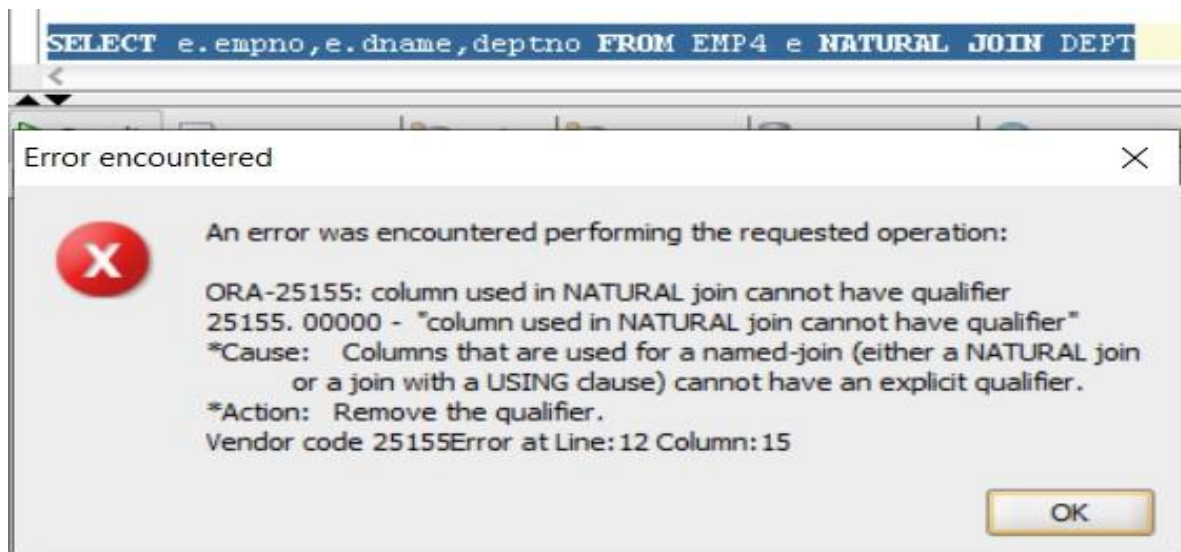 SELECT e.empno,e.dname,deptno FROM EMP4 e NATURAL JOIN DEPT
Error encountered
An error was encountered performing the requested operation:
ORA-25155: column used in NATURAL join cannot have qualifier
25155. 00000 - "column used in NATURAL join cannot have qualifier"
*Cause: Columns that are used for a named-join (either a NATURAL join
or a join with a USING clause) cannot have an explicit qualifier.
*Action: Remove the qualifier.
Vendor code 25155Error at Line:12 Column:15
OK